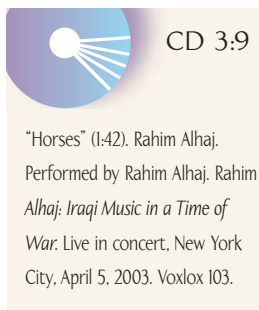 CD 3:9
“Horses” (1:42). Rahim Alhaj.
Performed by Rahim Alhaj. Rahim
Alhaj: Iraqi Music in a Time of
War. Live in concert, New York
City, April 5, 2003. Voxlox 103.